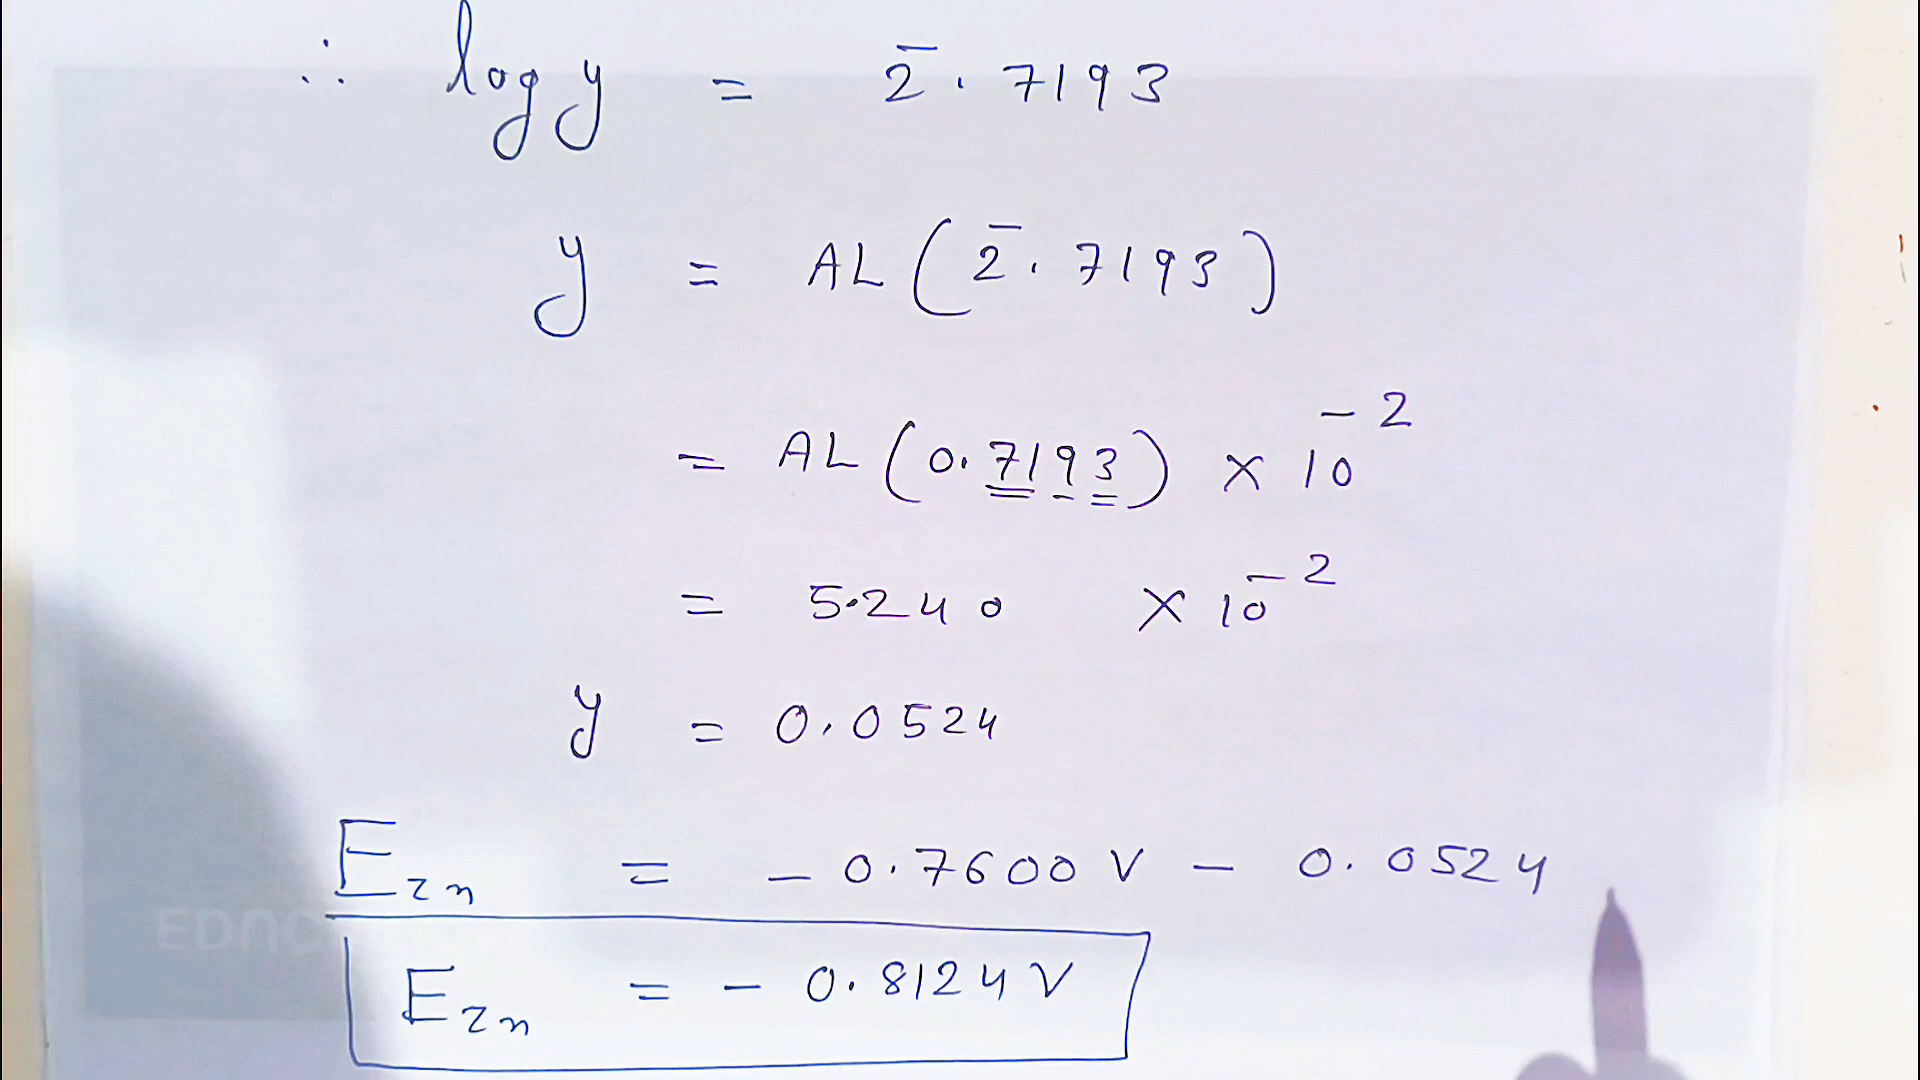 ∴ log y = 2̅.7193
y = AL(2̅.7193)
= AL(0.7193) × 10⁻²
= 5.240 × 10⁻²
y = 0.0524
E_Zn = -0.7600 V - 0.0524
E_Zn = -0.8124 V